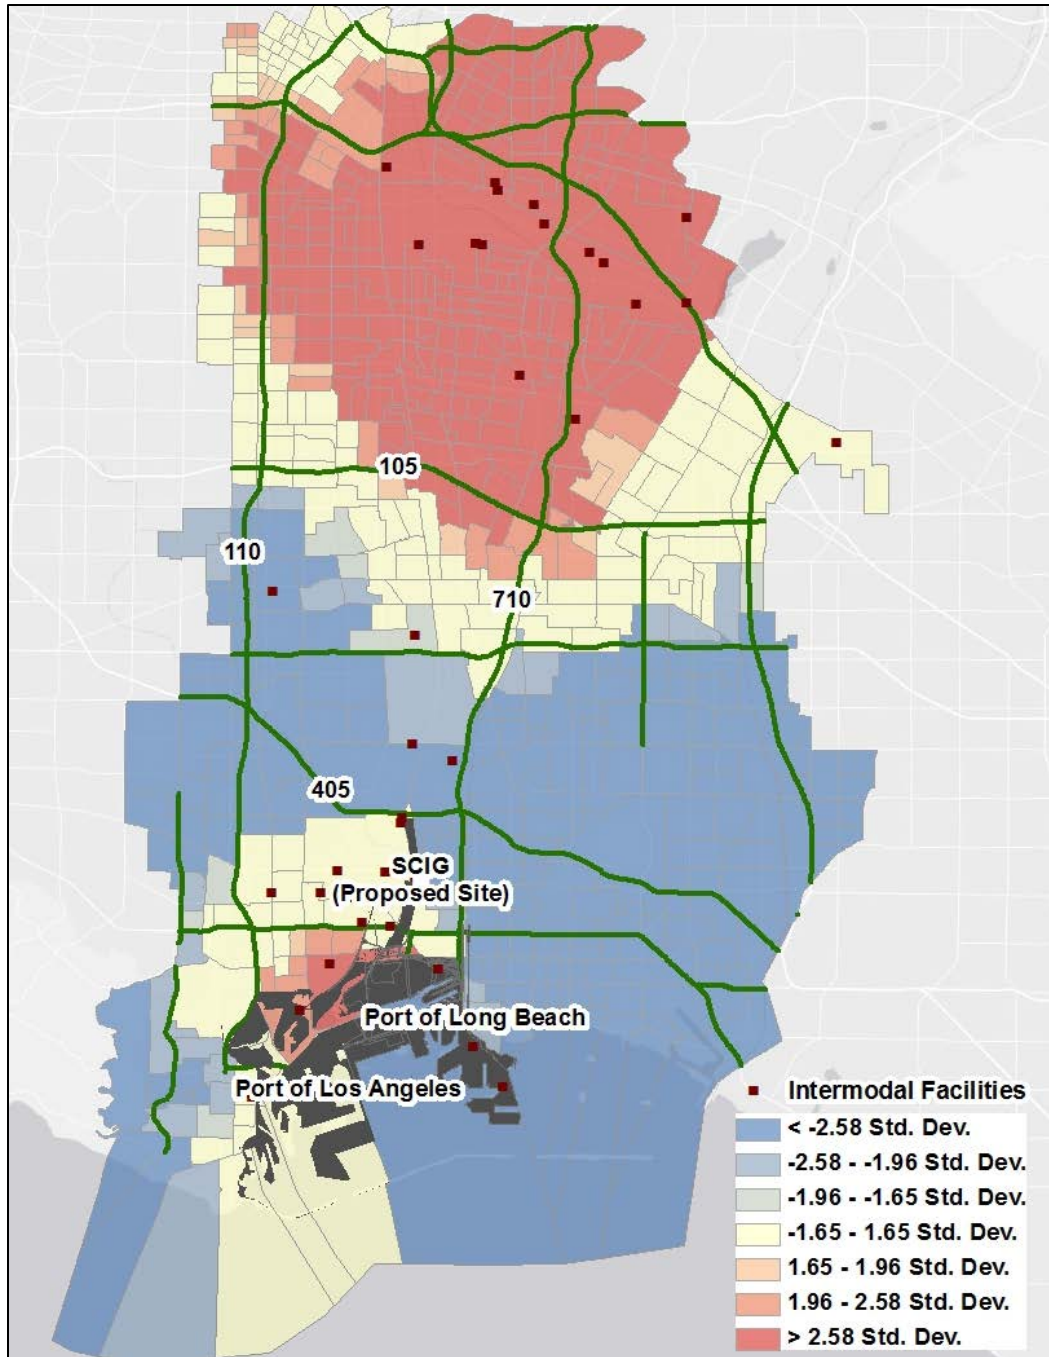 105
110
710
405
SCIG
(Proposed Site)
Port of Long Beach
Port of Los Angeles
Intermodal Facilities
< -2.58 Std. Dev.
-2.58 - -1.96 Std. Dev.
-1.96 - -1.65 Std. Dev.
-1.65 - 1.65 Std. Dev.
1.65 - 1.96 Std. Dev.
1.96 - 2.58 Std. Dev.
> 2.58 Std. Dev.